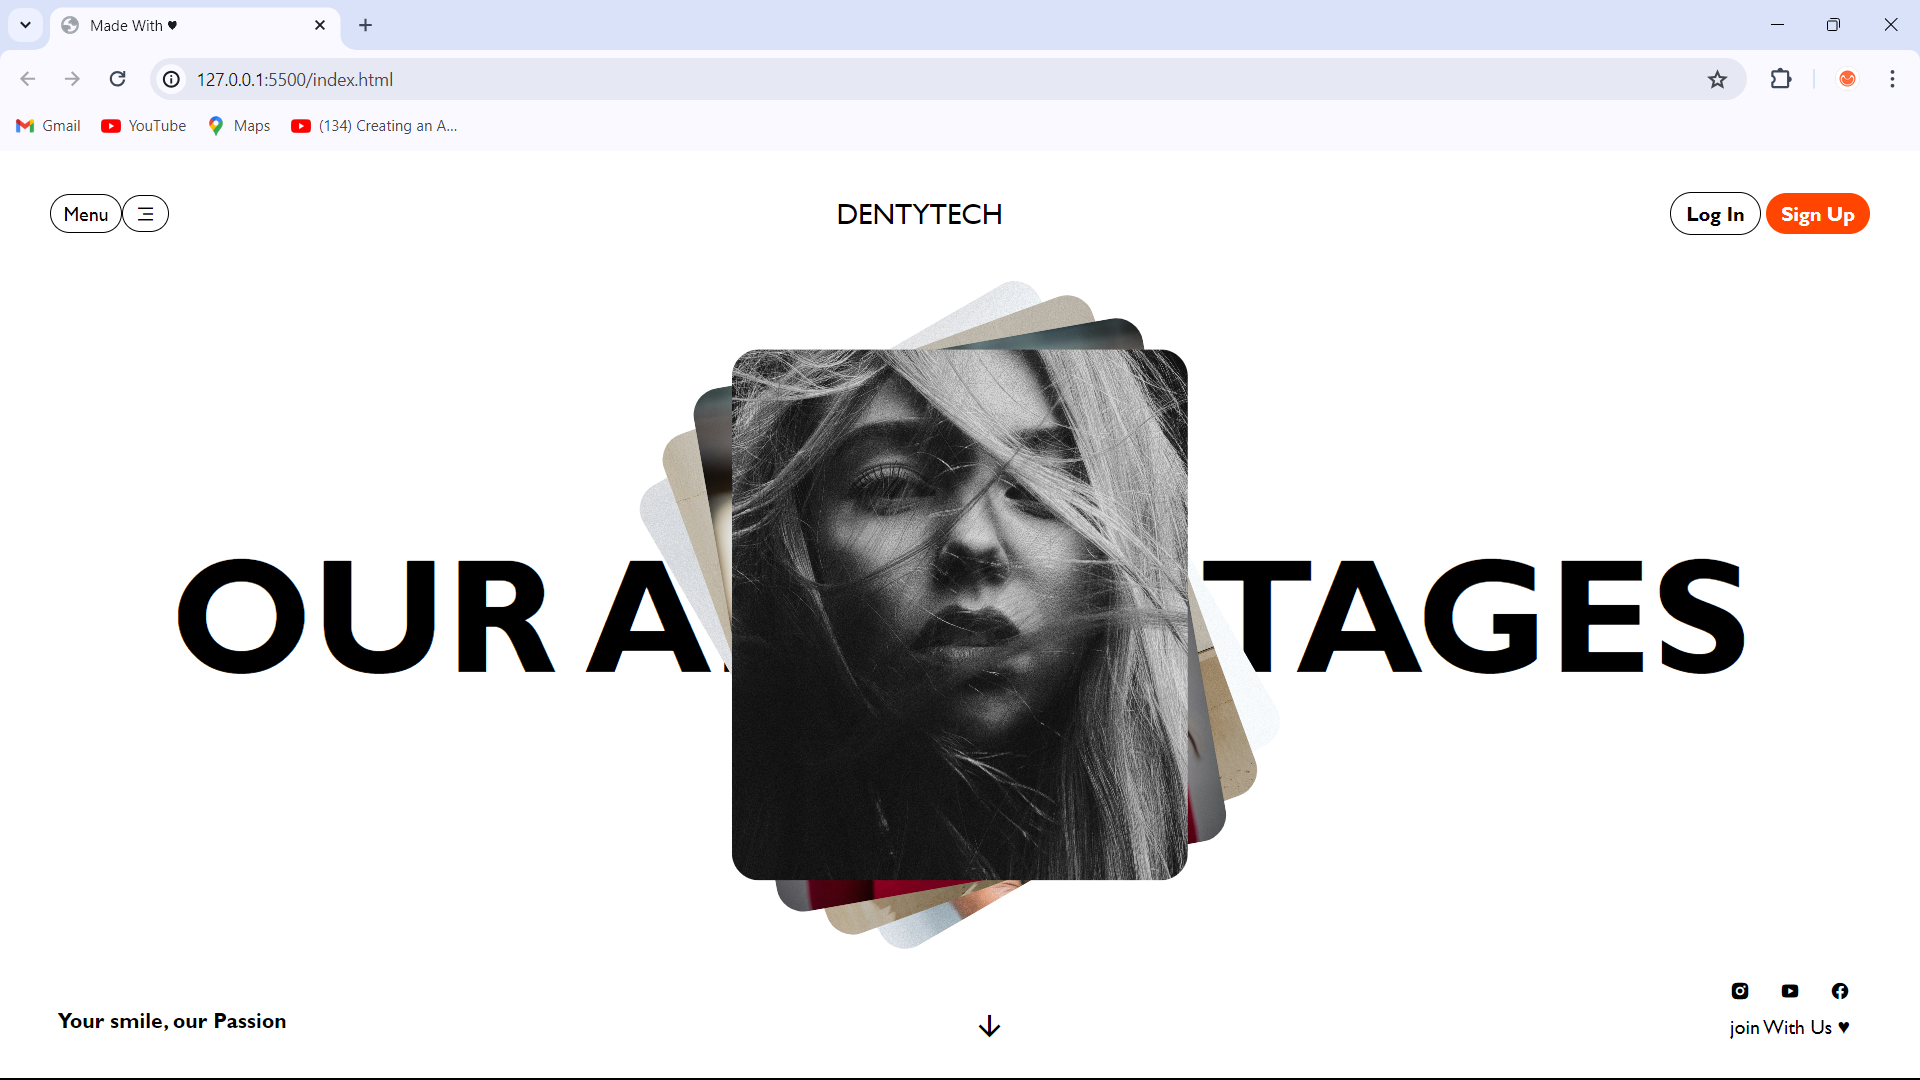 Made With ♥
127.0.0.1:5500/index.html
Gmail
YouTube
Maps
(134) Creating an A...
Menu
DENTYTECH
Log In
Sign Up
OUR A TAGES
Your smile, our Passion
join With Us ♥